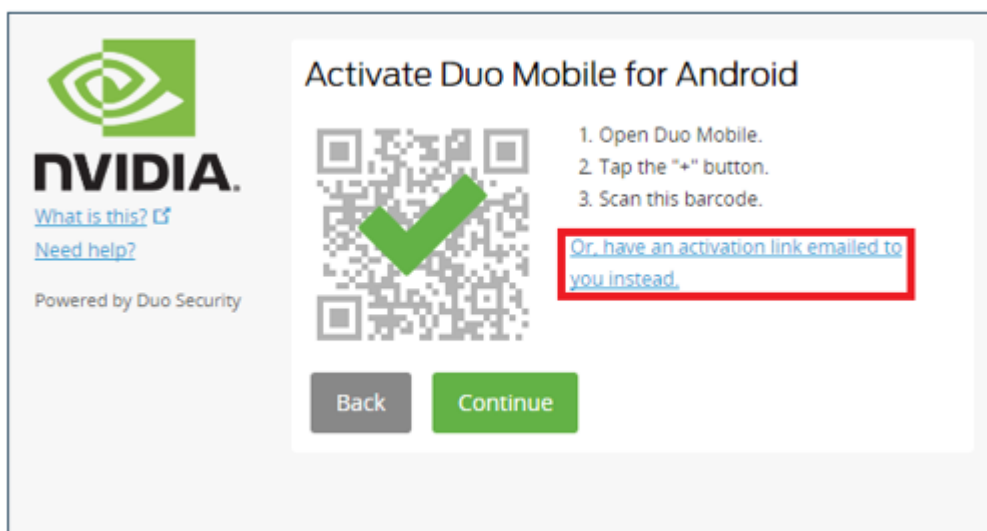 nVIDIA.
What is this?
Need help?
Powered by Duo Security
Activate Duo Mobile for Android
1. Open Duo Mobile.
2. Tap the "+" button.
3. Scan this barcode.
Or, have an activation link emailed to
you instead.
Back
Continue